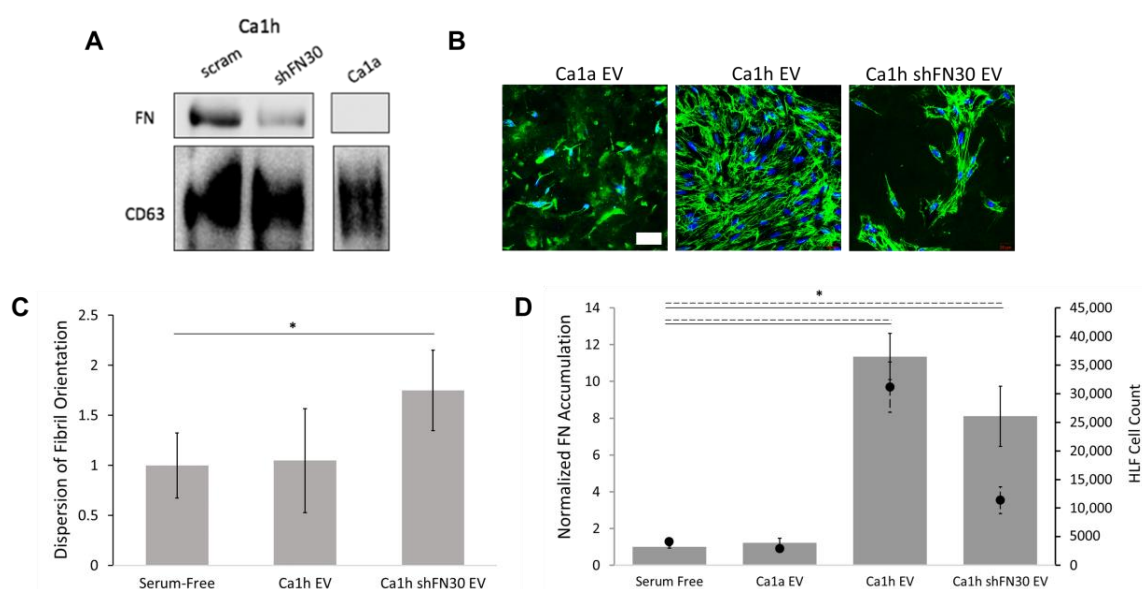 A
Ca1h
scram
shFN30
Ca1a
FN
CD63
B
Ca1a EV
Ca1h EV
Ca1h shFN30 EV
C
Dispersion of Fibril Orientation
2.5
2
1.5
1
0.5
0
*
Serum-Free
Ca1h EV
Ca1h shFN30 EV
D
Normalized FN Accumulation
14
12
10
8
6
4
2
0
*
45,000
40,000
35,000
30,000
25,000
20,000
15,000
10,000
5000
0
HLF Cell Count
Serum Free
Ca1a EV
Ca1h EV
Ca1h shFN30 EV